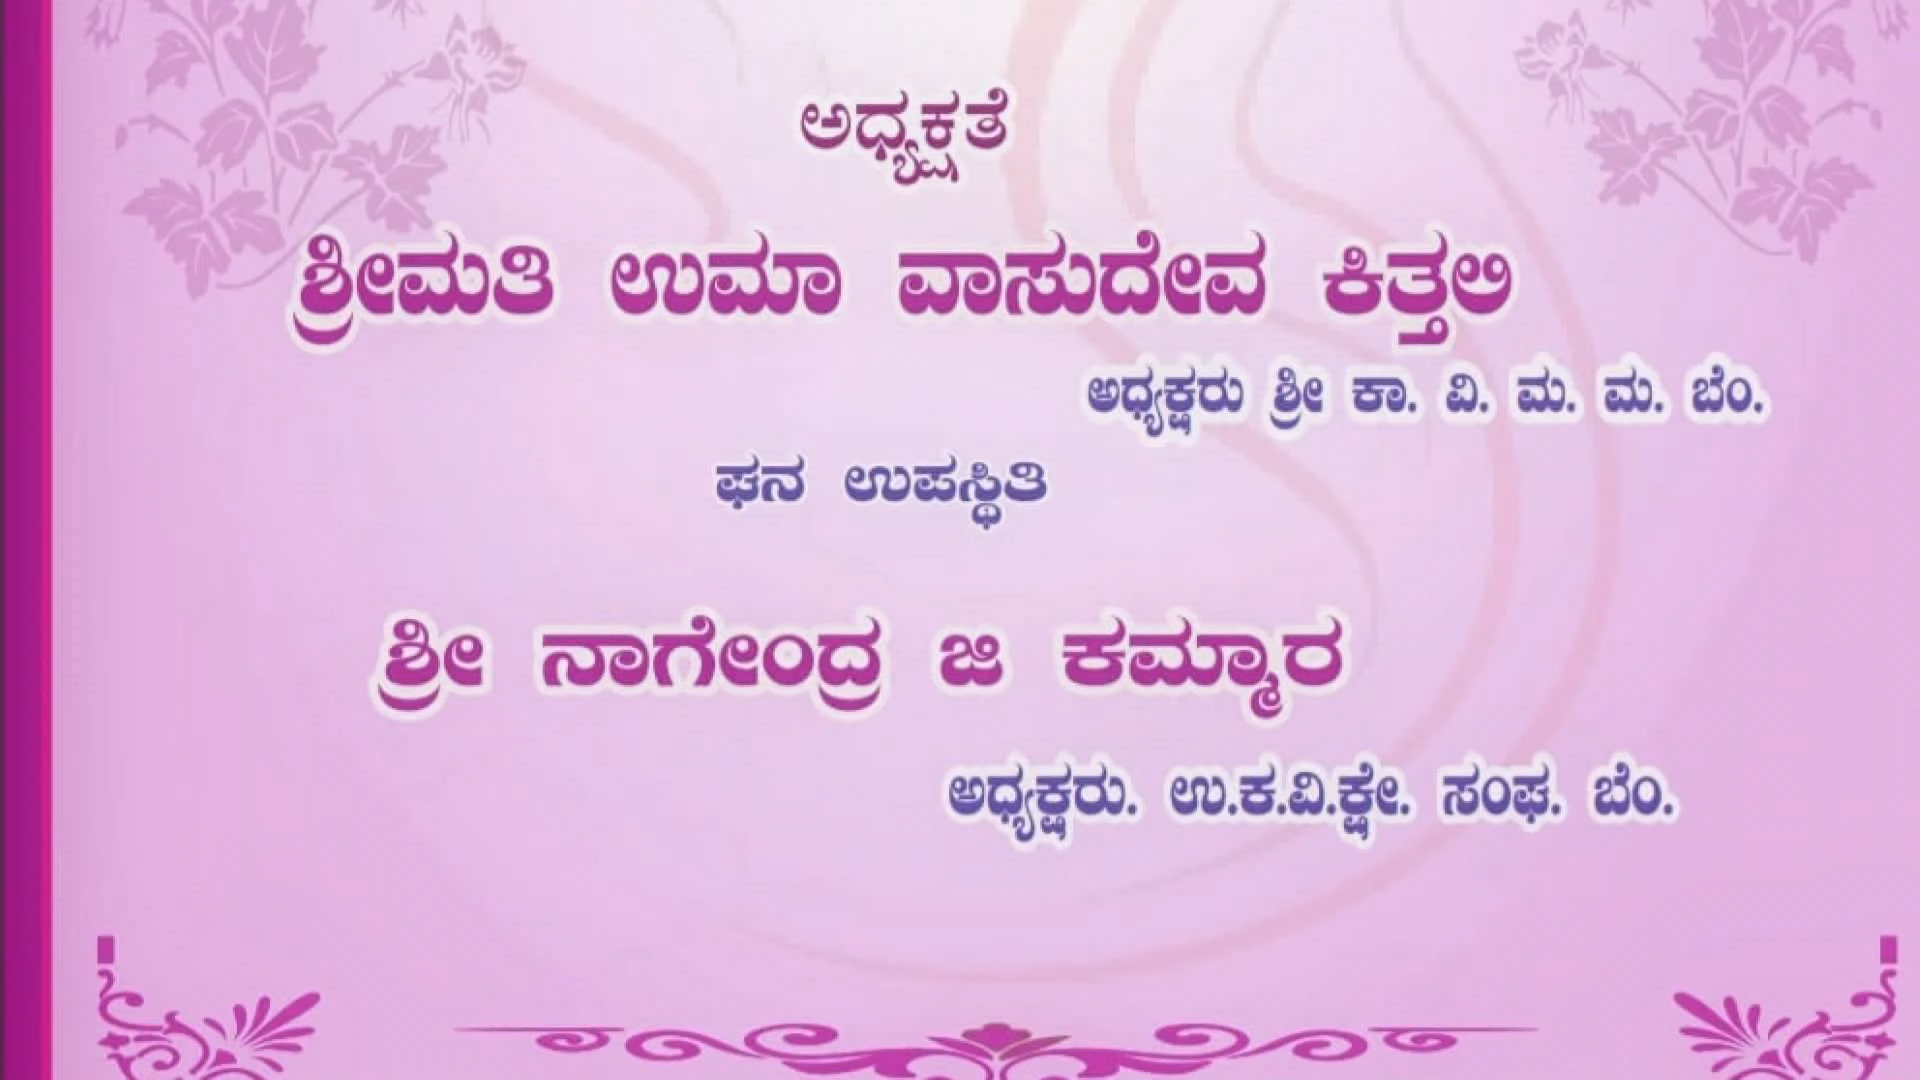 ಅಧ್ಯಕ್ಷತೆ
ಶ್ರೀಮತಿ ಉಮಾ ವಾಸುದೇವ ಕಿತ್ತಲಿ
ಅಧ್ಯಕ್ಷರು ಶ್ರೀ ಕಾ. ವಿ. ಮ. ಮ. ಬೆಂ.
ಘನ ಉಪಸ್ಥಿತಿ
ಶ್ರೀ ನಾಗೇಂದ್ರ ಜಿ ಕಮ್ಮಾರ
ಅಧ್ಯಕ್ಷರು. ಉ.ಕ.ವಿ.ಕ್ಷೇ. ಸಂಘ. ಬೆಂ.